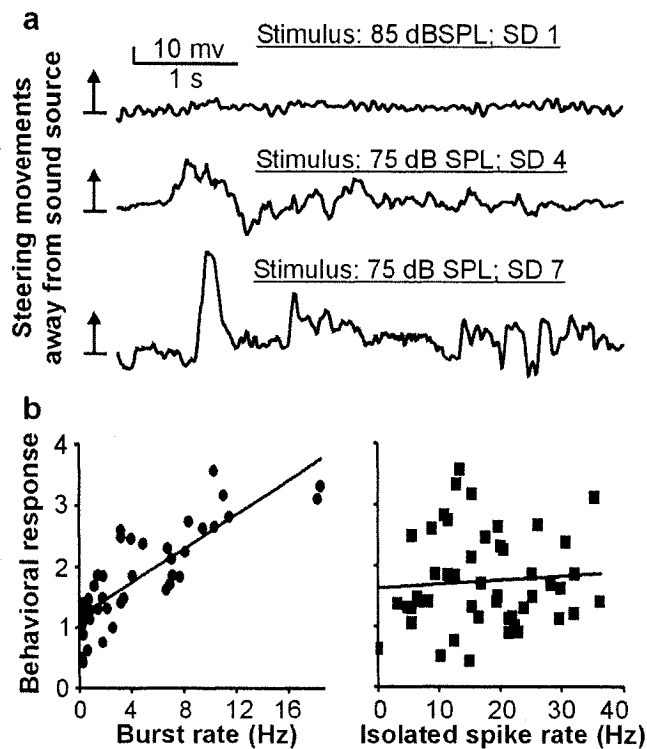 a
Stimulus: 85 dBSPL; SD 1
10 mv
1 s
Stimulus: 75 dB SPL; SD 4
Stimulus: 75 dB SPL; SD 7
Steering movements
away from sound source
b
Behavioral response
4
3
2
1
0
0 4 8 12 16
Burst rate (Hz)
0 10 20 30 40
Isolated spike rate (Hz)